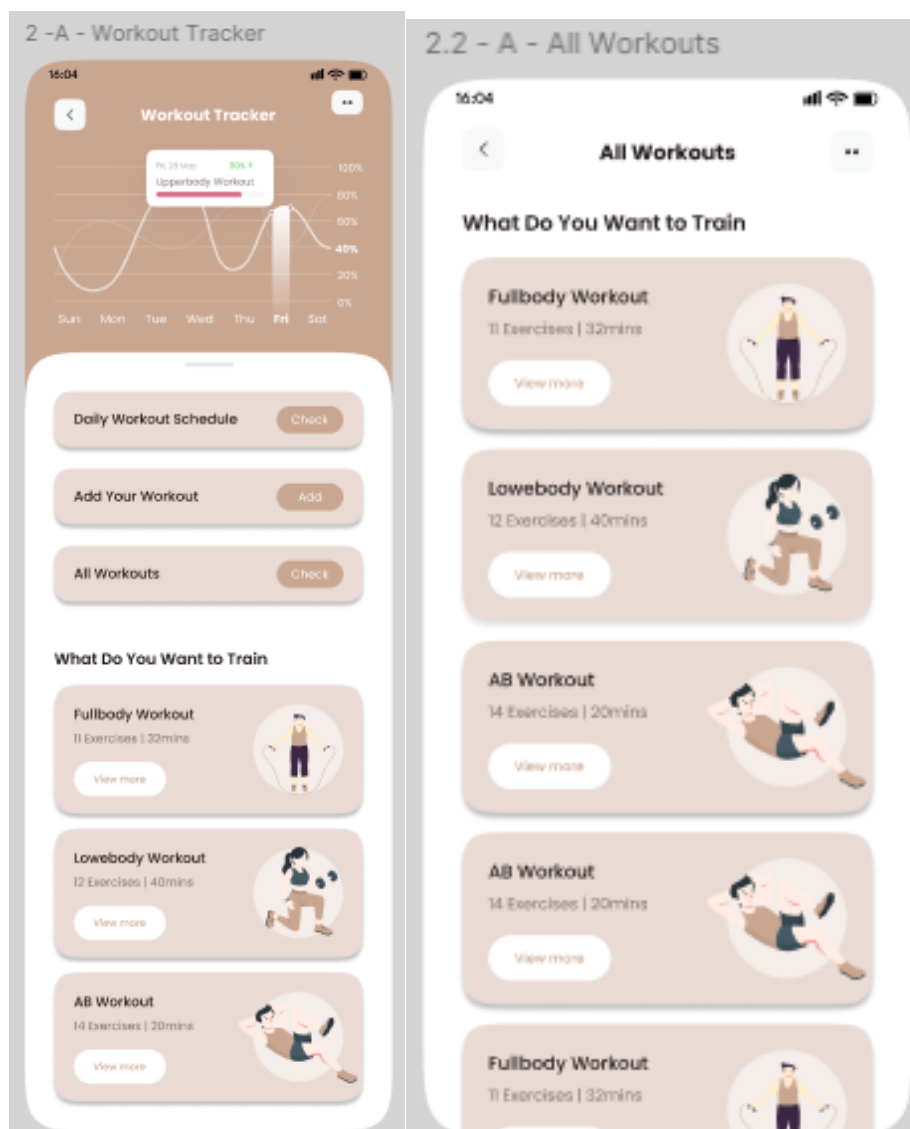 2 -A - Workout Tracker
16:04
Workout Tracker
Fri, 28 May 90% ↑
Upperbody Workout
100%
80%
60%
40%
20%
0%
Sun Mon Tue Wed Thu Fri Sat
Daily Workout Schedule Check
Add Your Workout Add
All Workouts Check
What Do You Want to Train
Fullbody Workout
11 Exercises | 32mins
View more
Lowebody Workout
12 Exercises | 40mins
View more
AB Workout
14 Exercises | 20mins
View more
2.2 - A - All Workouts
16:04
All Workouts
What Do You Want to Train
Fullbody Workout
11 Exercises | 32mins
View more
Lowebody Workout
12 Exercises | 40mins
View more
AB Workout
14 Exercises | 20mins
View more
AB Workout
14 Exercises | 20mins
View more
Fullbody Workout
11 Exercises | 32mins